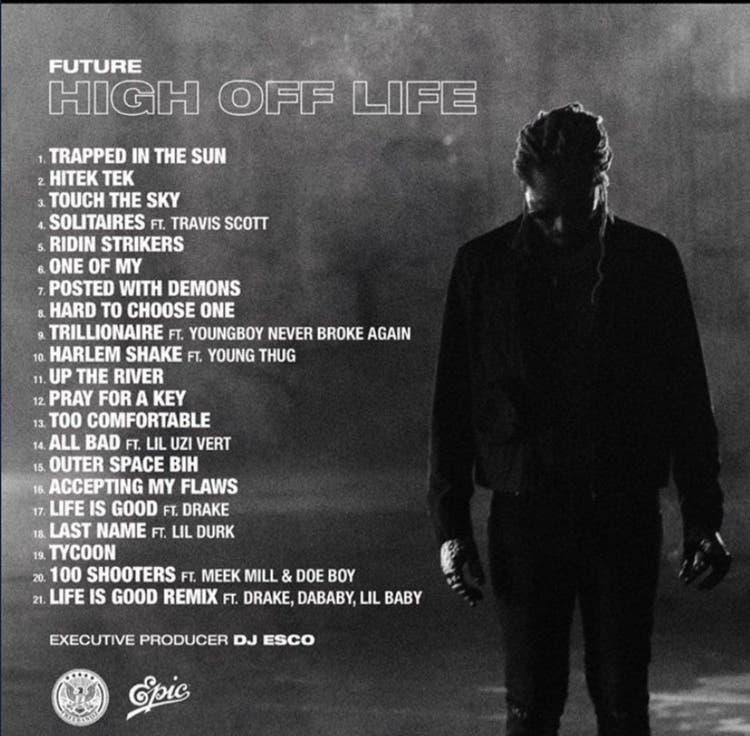 FUTURE
HIGH OFF LIFE
1. TRAPPED IN THE SUN
2. HITEK TEK
3. TOUCH THE SKY
4. SOLITAIRES FT. TRAVIS SCOTT
5. RIDIN STRIKERS
6. ONE OF MY
7. POSTED WITH DEMONS
8. HARD TO CHOOSE ONE
9. TRILLIONAIRE FT. YOUNGBOY NEVER BROKE AGAIN
10. HARLEM SHAKE FT. YOUNG THUG
11. UP THE RIVER
12. PRAY FOR A KEY
13. TOO COMFORTABLE
14. ALL BAD FT. LIL UZI VERT
15. OUTER SPACE BIH
16. ACCEPTING MY FLAWS
17. LIFE IS GOOD FT. DRAKE
18. LAST NAME FT. LIL DURK
19. TYCOON
20. 100 SHOOTERS FT. MEEK MILL & DOE BOY
21. LIFE IS GOOD REMIX FT. DRAKE, DABABY, LIL BABY
EXECUTIVE PRODUCER DJ ESCO
Epic